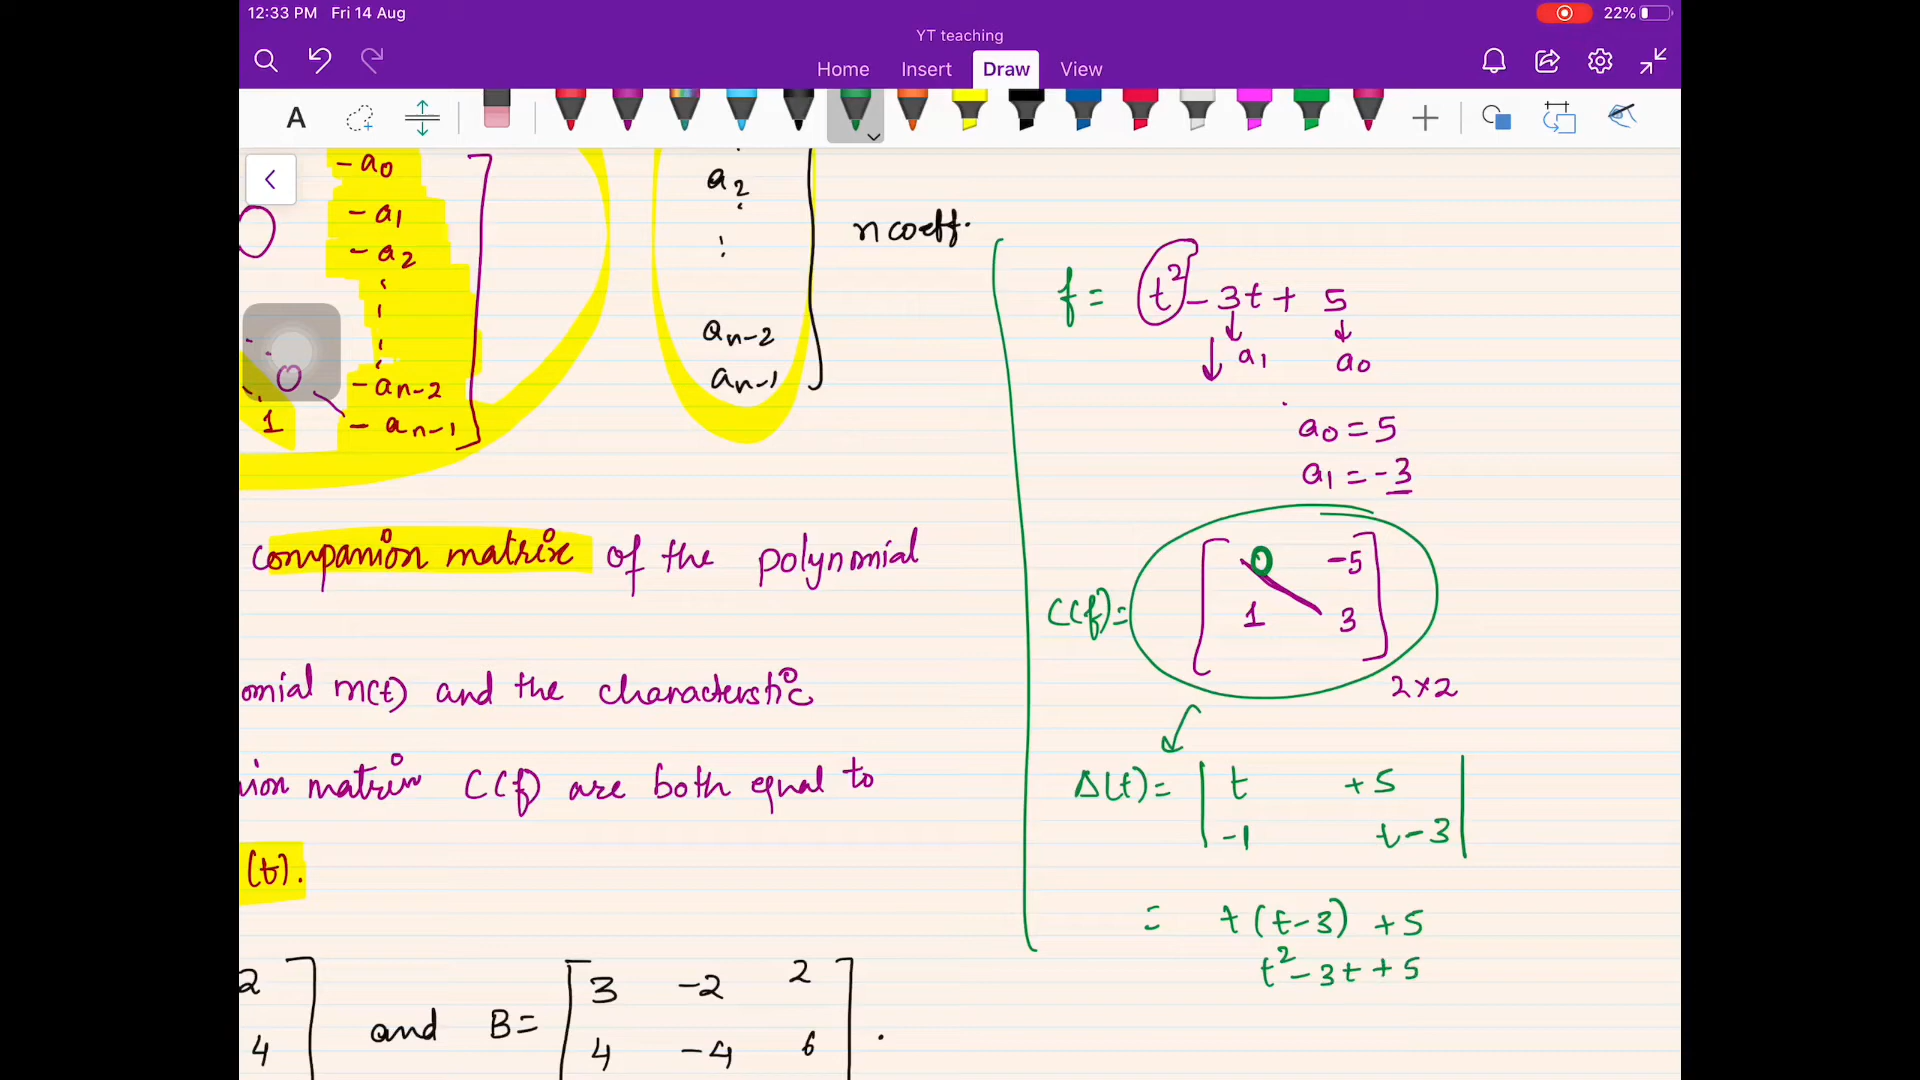 12:33 PM Fri 14 Aug
22%
YT teaching
Home Insert Draw View
A
- a0
- a1
- a2
0 - an-2
1 - an-1
a2
an-2
an-1
n coeff.
companion matrix of the polynomial
omial m(t) and the characterstic
nion matrix C(f) are both equal to
(t).
2
4
and B=
3 -2 2
4 -4 6 .
f = t² - 3t + 5
a1 a0
a0 = 5
a1 = -3
C(f)=
0 -5
1 3
2×2
Δ(t)= | t +5 |
-1 t-3
= t(t-3) +5
t² - 3t + 5